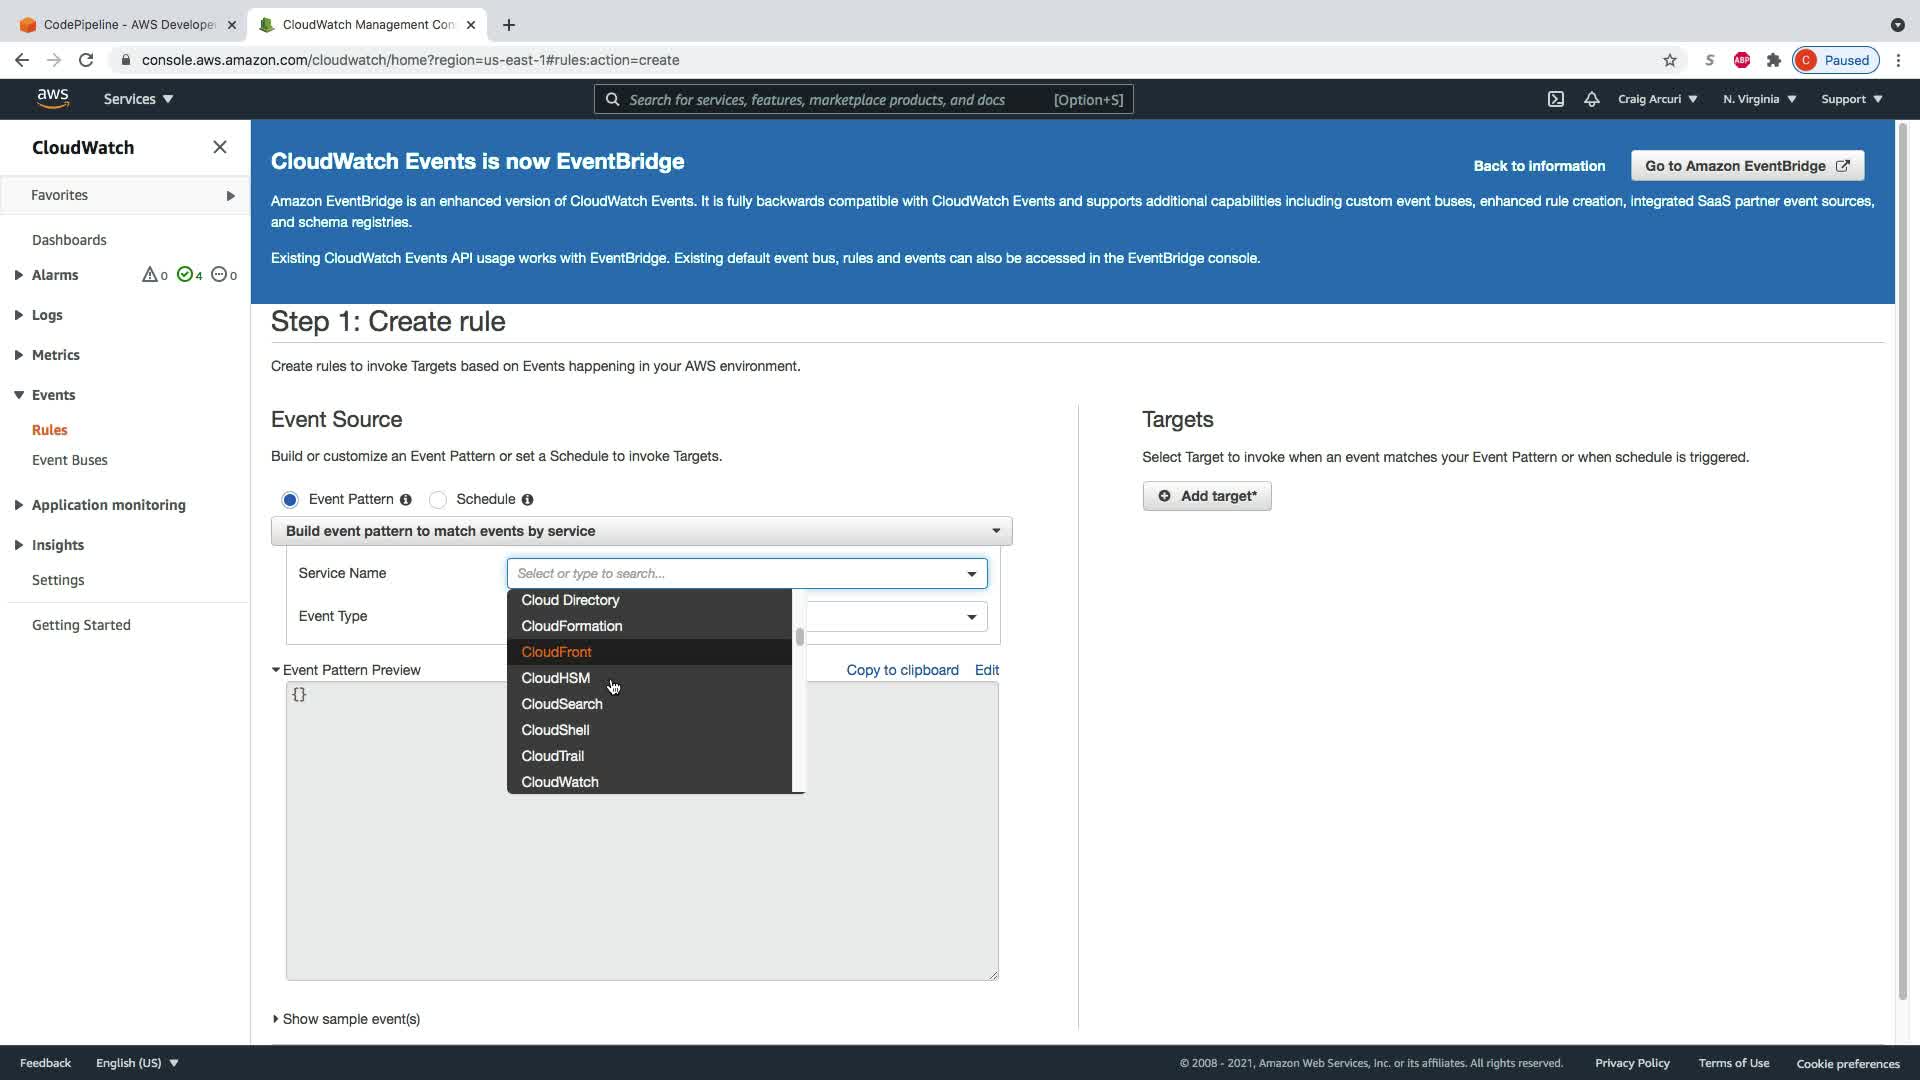 CodePipeline - AWS Develope
CloudWatch Management Con
console.aws.amazon.com/cloudwatch/home?region=us-east-1#rules:action=create
S
ABP
C Paused
aws
Services
Search for services, features, marketplace products, and docs [Option+S]
Craig Arcuri
N. Virginia
Support
CloudWatch
Favorites
Dashboards
Alarms 0 4 0
Logs
Metrics
Events
Rules
Event Buses
Application monitoring
Insights
Settings
Getting Started
CloudWatch Events is now EventBridge
Back to information
Go to Amazon EventBridge
Amazon EventBridge is an enhanced version of CloudWatch Events. It is fully backwards compatible with CloudWatch Events and supports additional capabilities including custom event buses, enhanced rule creation, integrated SaaS partner event sources,
and schema registries.
Existing CloudWatch Events API usage works with EventBridge. Existing default event bus, rules and events can also be accessed in the EventBridge console.
Step 1: Create rule
Create rules to invoke Targets based on Events happening in your AWS environment.
Event Source
Build or customize an Event Pattern or set a Schedule to invoke Targets.
Event Pattern
Schedule
Build event pattern to match events by service
Service Name
Select or type to search...
Event Type
Cloud Directory
CloudFormation
CloudFront
CloudHSM
CloudSearch
CloudShell
CloudTrail
CloudWatch
Event Pattern Preview
Copy to clipboard
Edit
{}
Show sample event(s)
Targets
Select Target to invoke when an event matches your Event Pattern or when schedule is triggered.
Add target*
Feedback
English (US)
© 2008 - 2021, Amazon Web Services, Inc. or its affiliates. All rights reserved.
Privacy Policy
Terms of Use
Cookie preferences